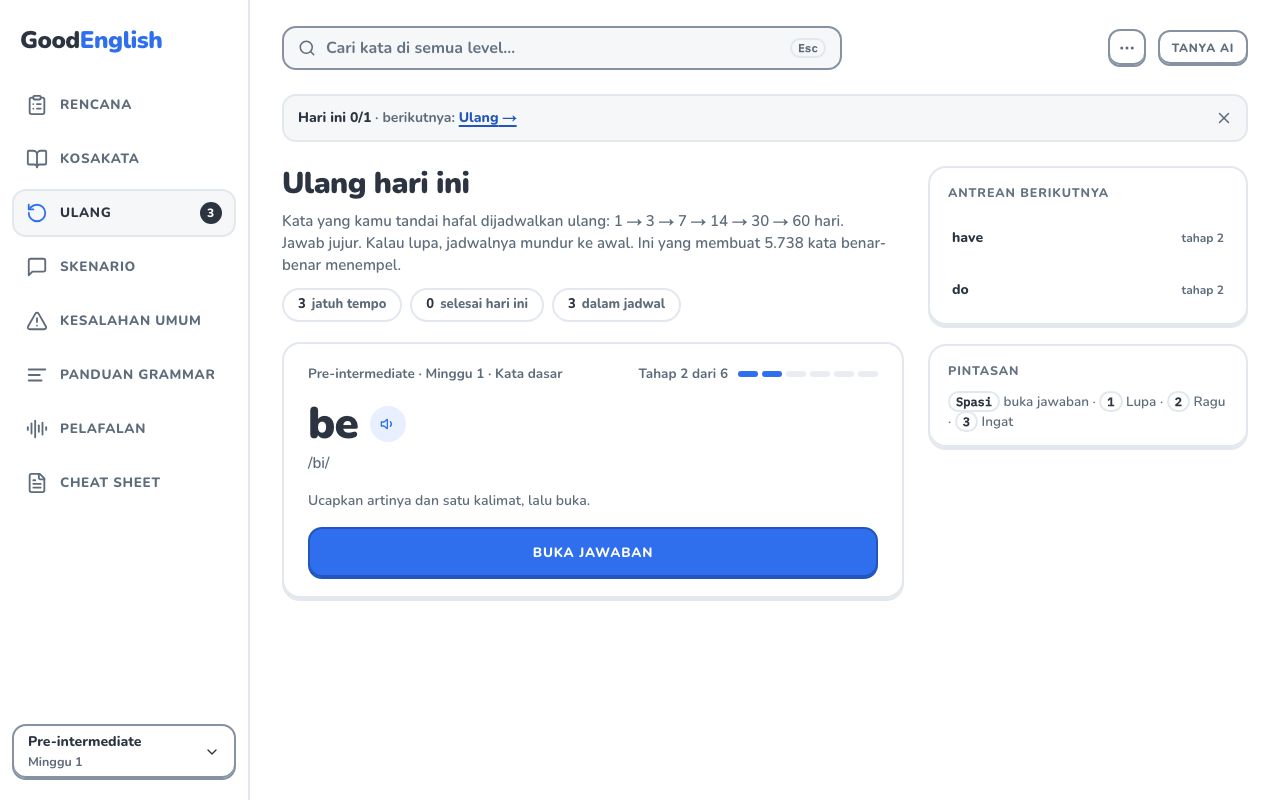 GoodEnglish
RENCANA
KOSAKATA
ULANG 3
SKENARIO
KESALAHAN UMUM
PANDUAN GRAMMAR
PELAFALAN
CHEAT SHEET
Pre-intermediate
Minggu 1
Cari kata di semua level...
Esc
TANYA AI
Hari ini 0/1 · berikutnya: Ulang →
Ulang hari ini
Kata yang kamu tandai hafal dijadwalkan ulang: 1 → 3 → 7 → 14 → 30 → 60 hari.
Jawab jujur. Kalau lupa, jadwalnya mundur ke awal. Ini yang membuat 5.738 kata benar-
benar menempel.
3 jatuh tempo
0 selesai hari ini
3 dalam jadwal
Pre-intermediate · Minggu 1 · Kata dasar
Tahap 2 dari 6
be
/bi/
Ucapkan artinya dan satu kalimat, lalu buka.
BUKA JAWABAN
ANTREAN BERIKUTNYA
have tahap 2
do tahap 2
PINTASAN
Spasi buka jawaban · 1 Lupa · 2 Ragu
· 3 Ingat